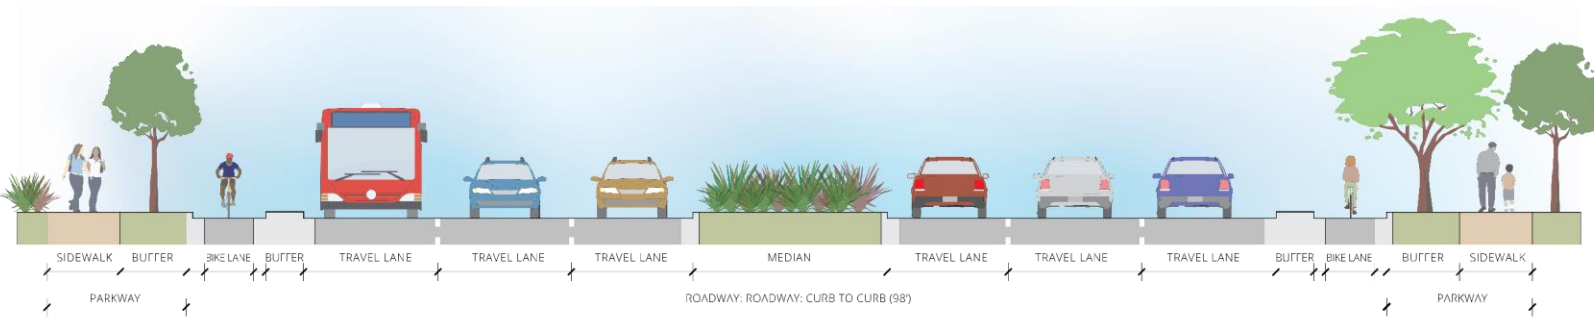 SIDEWALK BUFFER BIKE LANE BUFFER TRAVEL LANE TRAVEL LANE TRAVEL LANE MEDIAN TRAVEL LANE TRAVEL LANE TRAVEL LANE BUFFER BIKE LANE BUFFER SIDEWALK
PARKWAY ROADWAY: ROADWAY: CURB TO CURB (98') PARKWAY